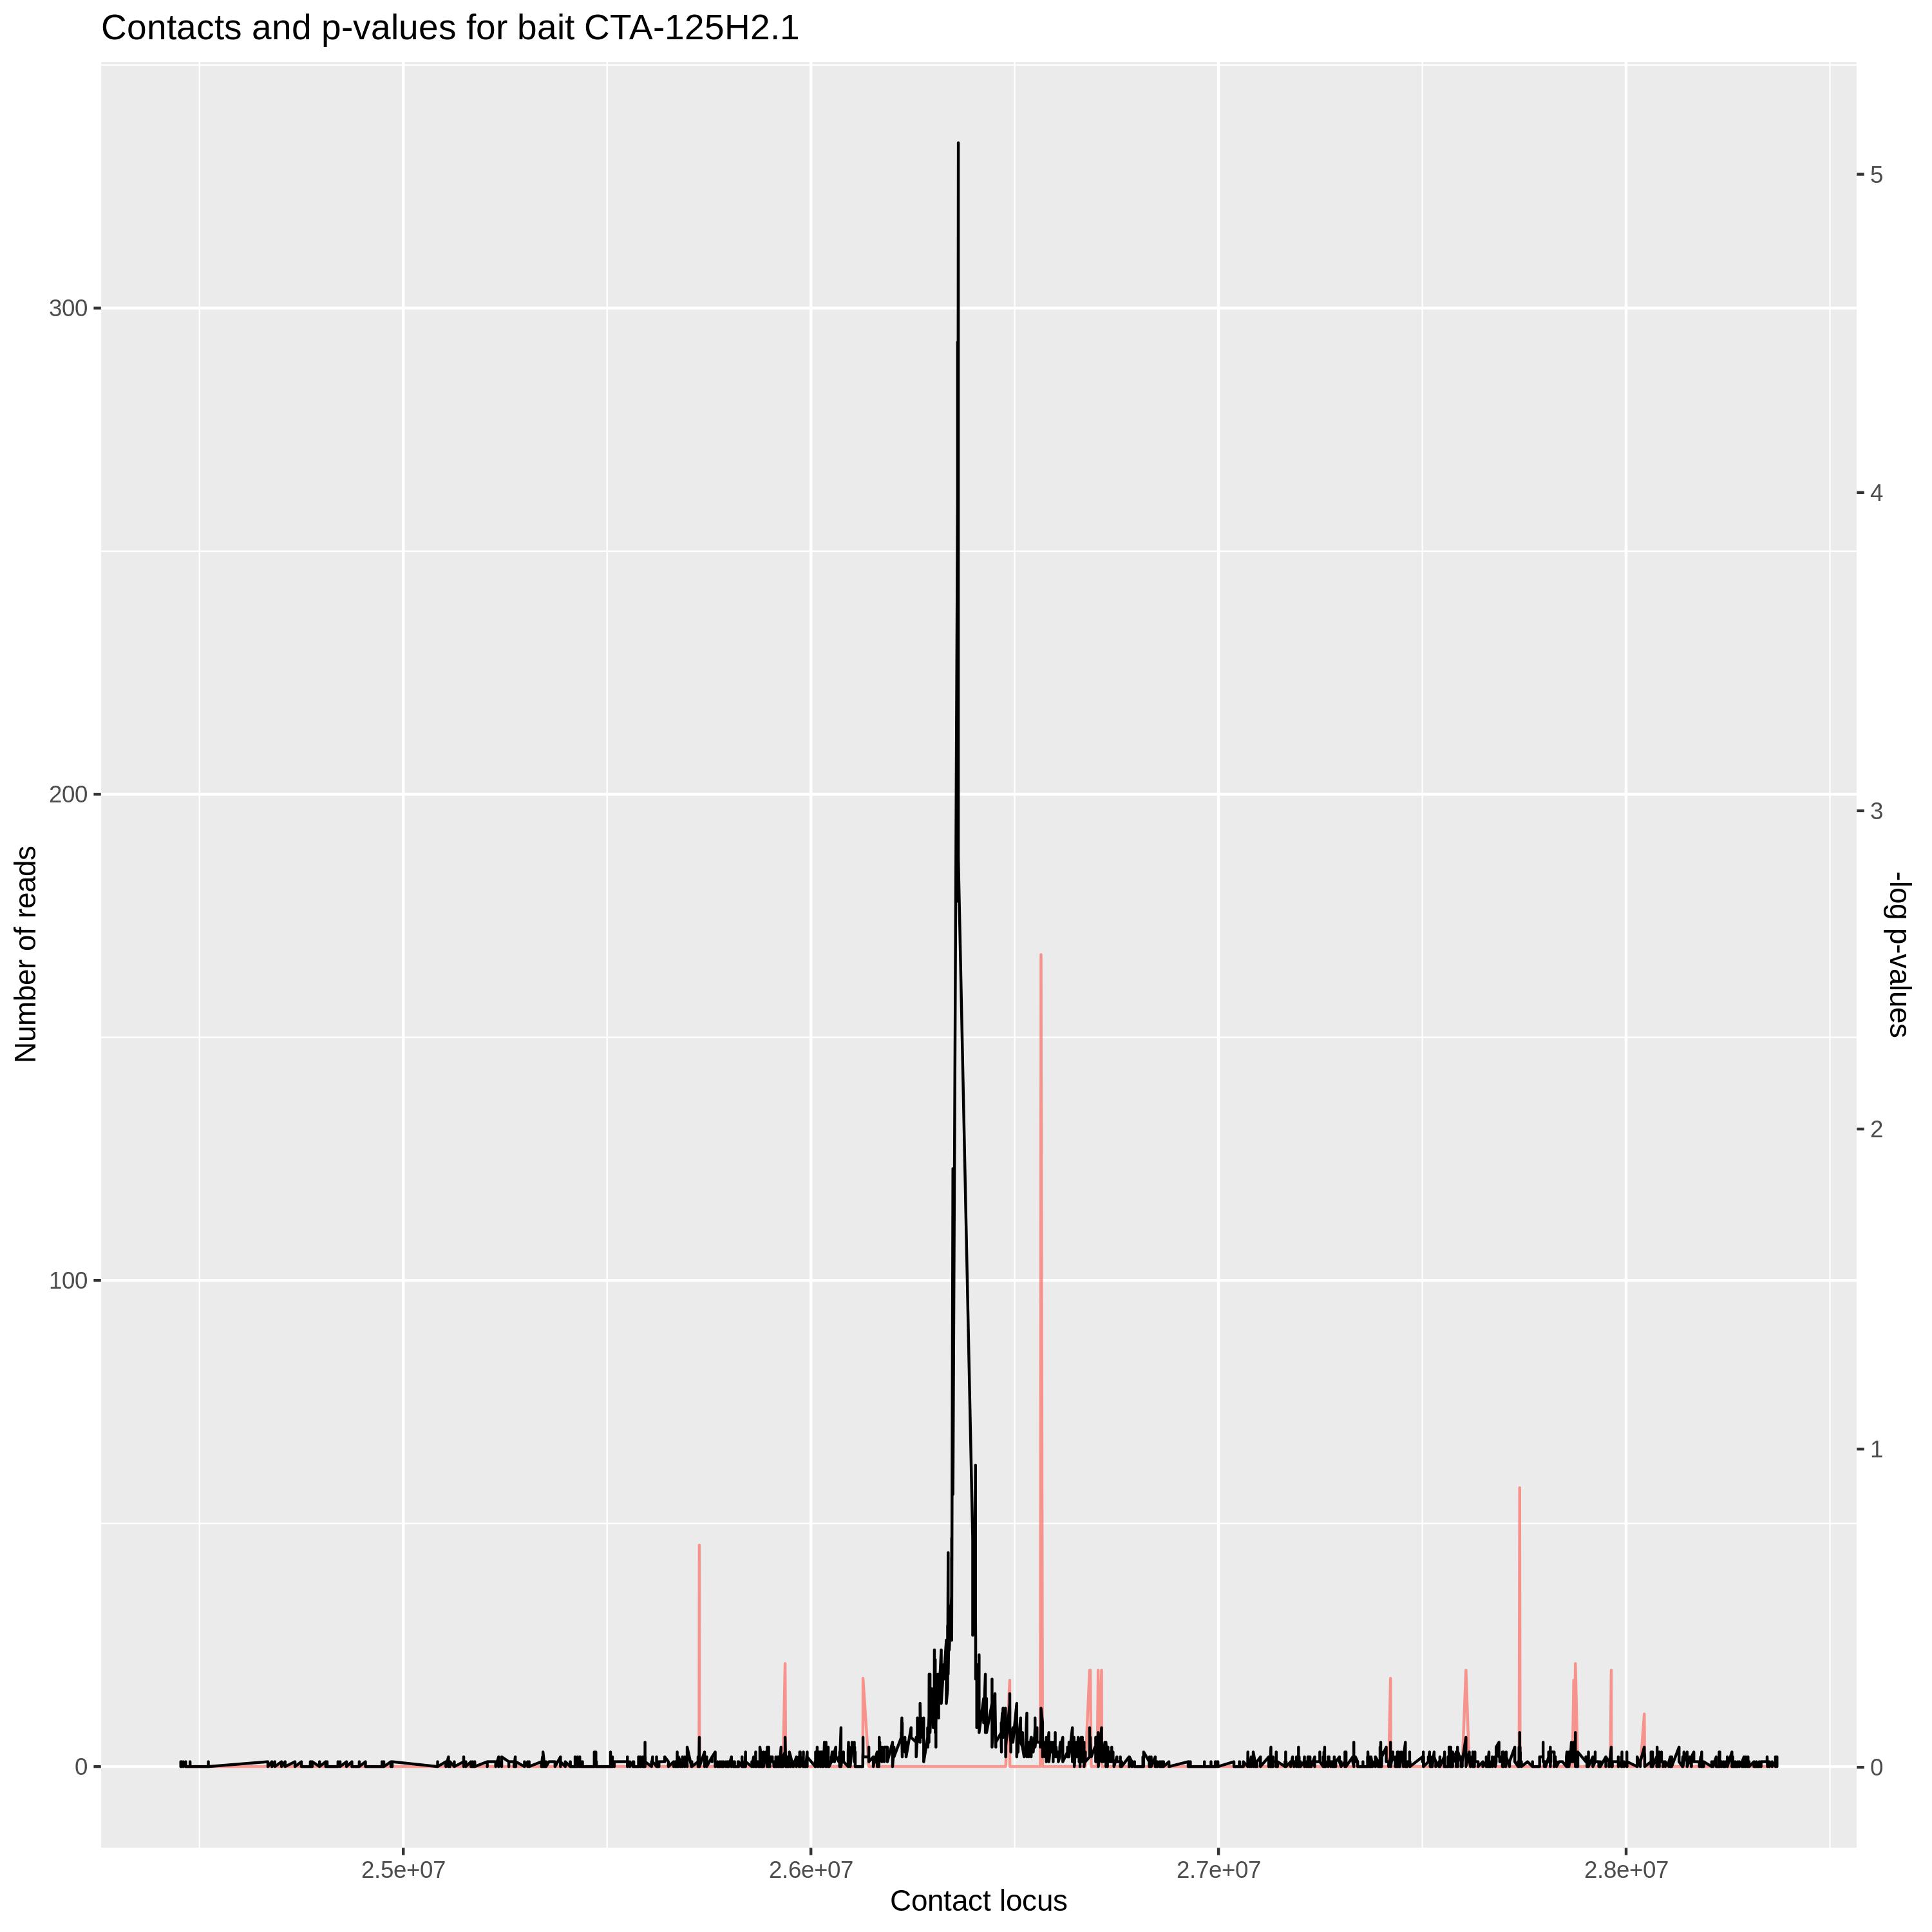 Contacts and p-values for bait CTA-125H2.1
Number of reads
300
200
100
0
5
4
3
2
1
0
-log p-values
2.5e+07 2.6e+07 2.7e+07 2.8e+07
Contact locus